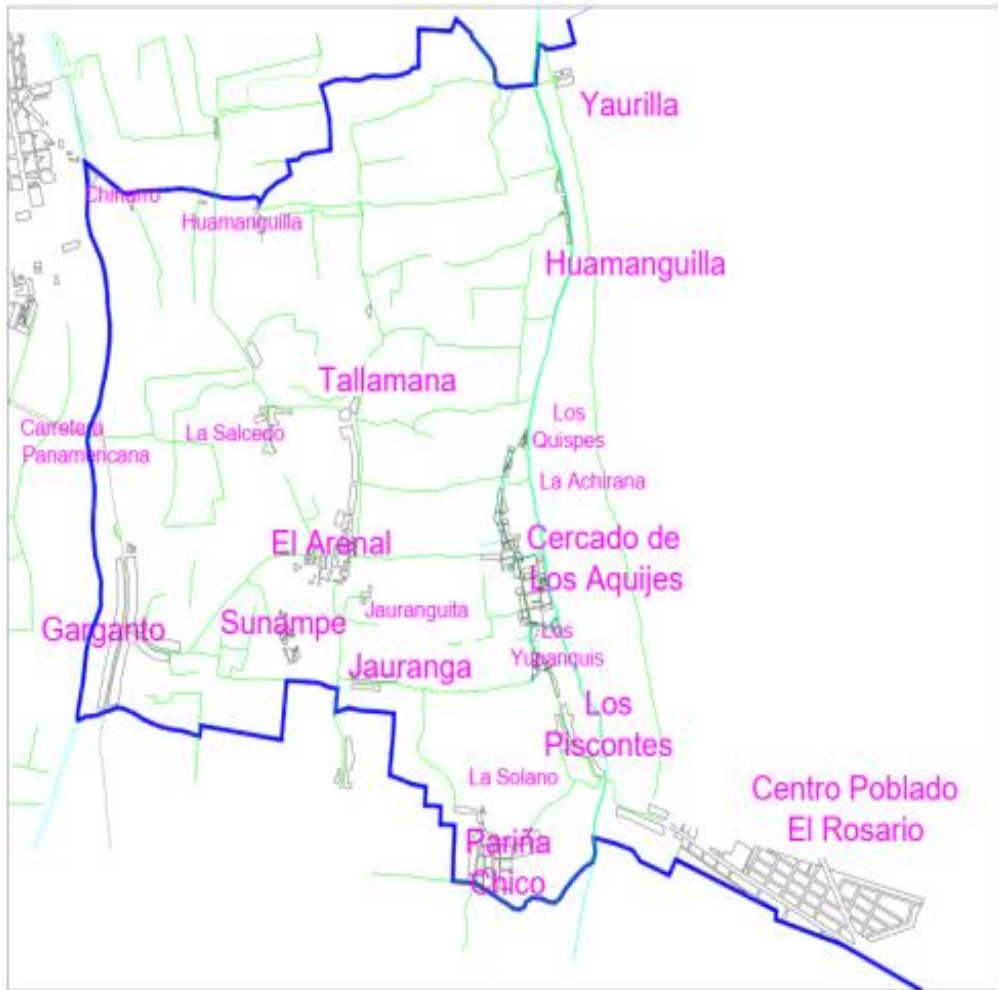 Yaurilla
Chinarro
Huamanguilla
Huamanguilla
Tallamana
Carretera
Panamericana
La Salcedo
Los
Quispes
La Achirana
El Arenal
Cercado de
Los Aquijes
Garganto
Sunampe
Jauranguita
Los
Yupanquis
Jauranga
Los
Piscontes
La Solano
Centro Poblado
El Rosario
Pariña
Chico